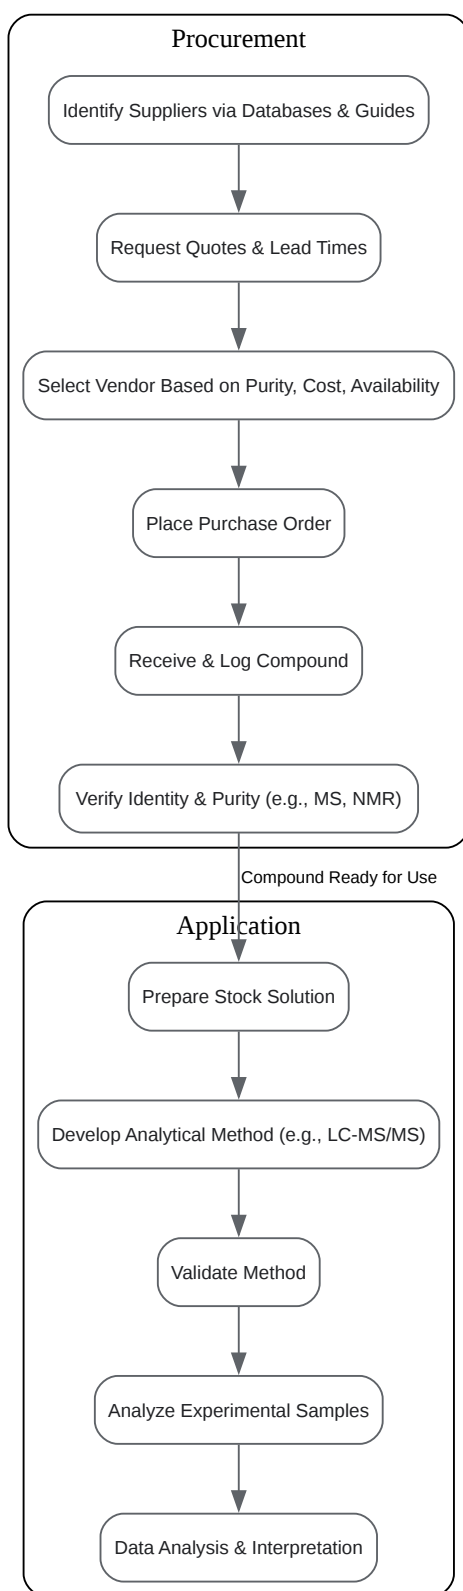 Procurement
Identify Suppliers via Databases & Guides
Request Quotes & Lead Times
Select Vendor Based on Purity, Cost, Availability
Place Purchase Order
Receive & Log Compound
Verify Identity & Purity (e.g., MS, NMR)
Compound Ready for Use
Application
Prepare Stock Solution
Develop Analytical Method (e.g., LC-MS/MS)
Validate Method
Analyze Experimental Samples
Data Analysis & Interpretation